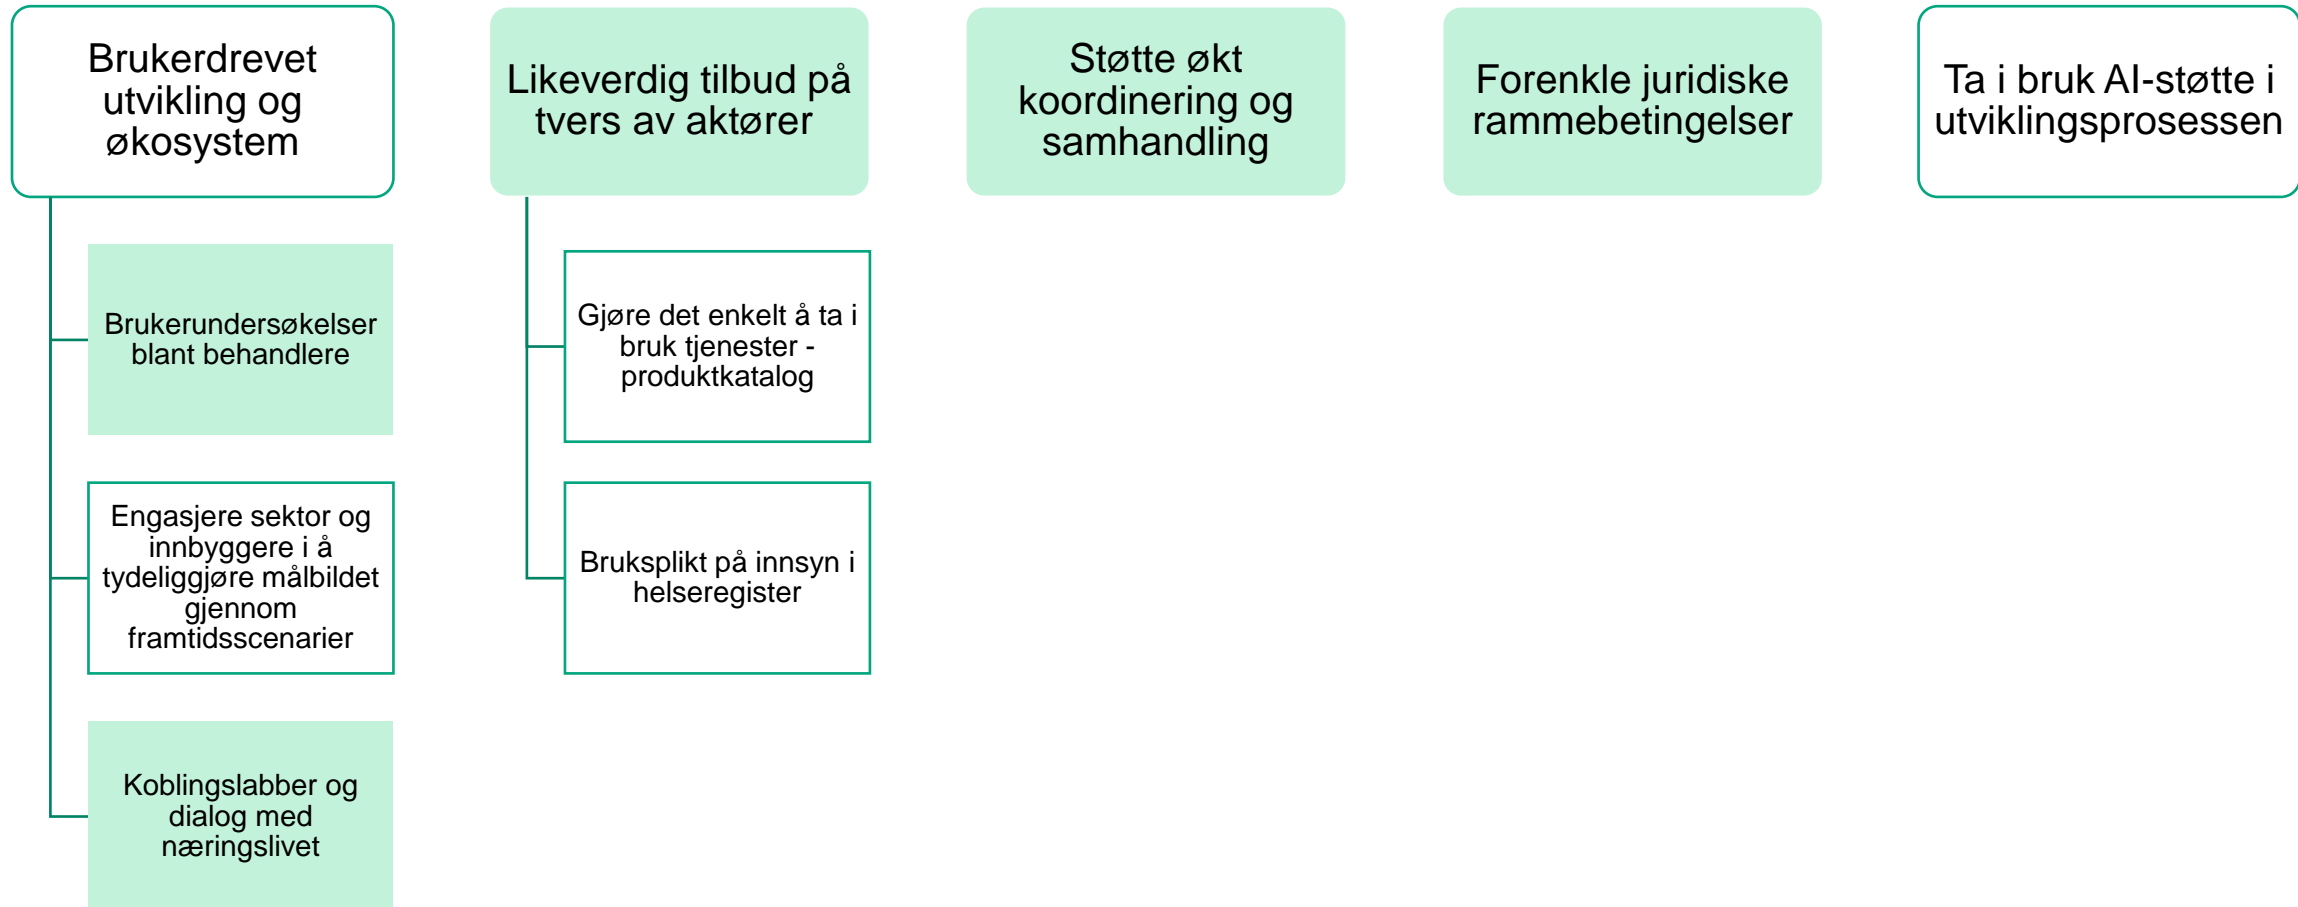 Brukerdrevet
utvikling og
økosystem
Brukerundersøkelser
blant behandlere
Engasjere sektor og
innbyggere i å
tydeliggjøre målbildet
gjennom
framtidsscenarier
Koblingslabber og
dialog med
næringslivet
Likeverdig tilbud på
tvers av aktører
Gjøre det enkelt å ta i
bruk tjenester -
produktkatalog
Bruksplikt på innsyn i
helseregister
Støtte økt
koordinering og
samhandling
Forenkle juridiske
rammebetingelser
Ta i bruk AI-støtte i
utviklingsprosessen